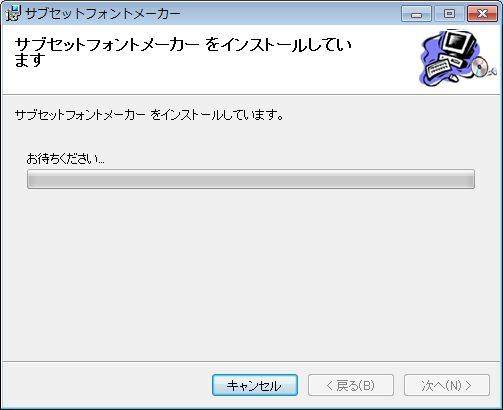 サブセットフォントメーカー
サブセットフォントメーカー をインストールしてい
ます
サブセットフォントメーカー をインストールしています。
お待ちください...
キャンセル
< 戻る(B)
次へ(N) >